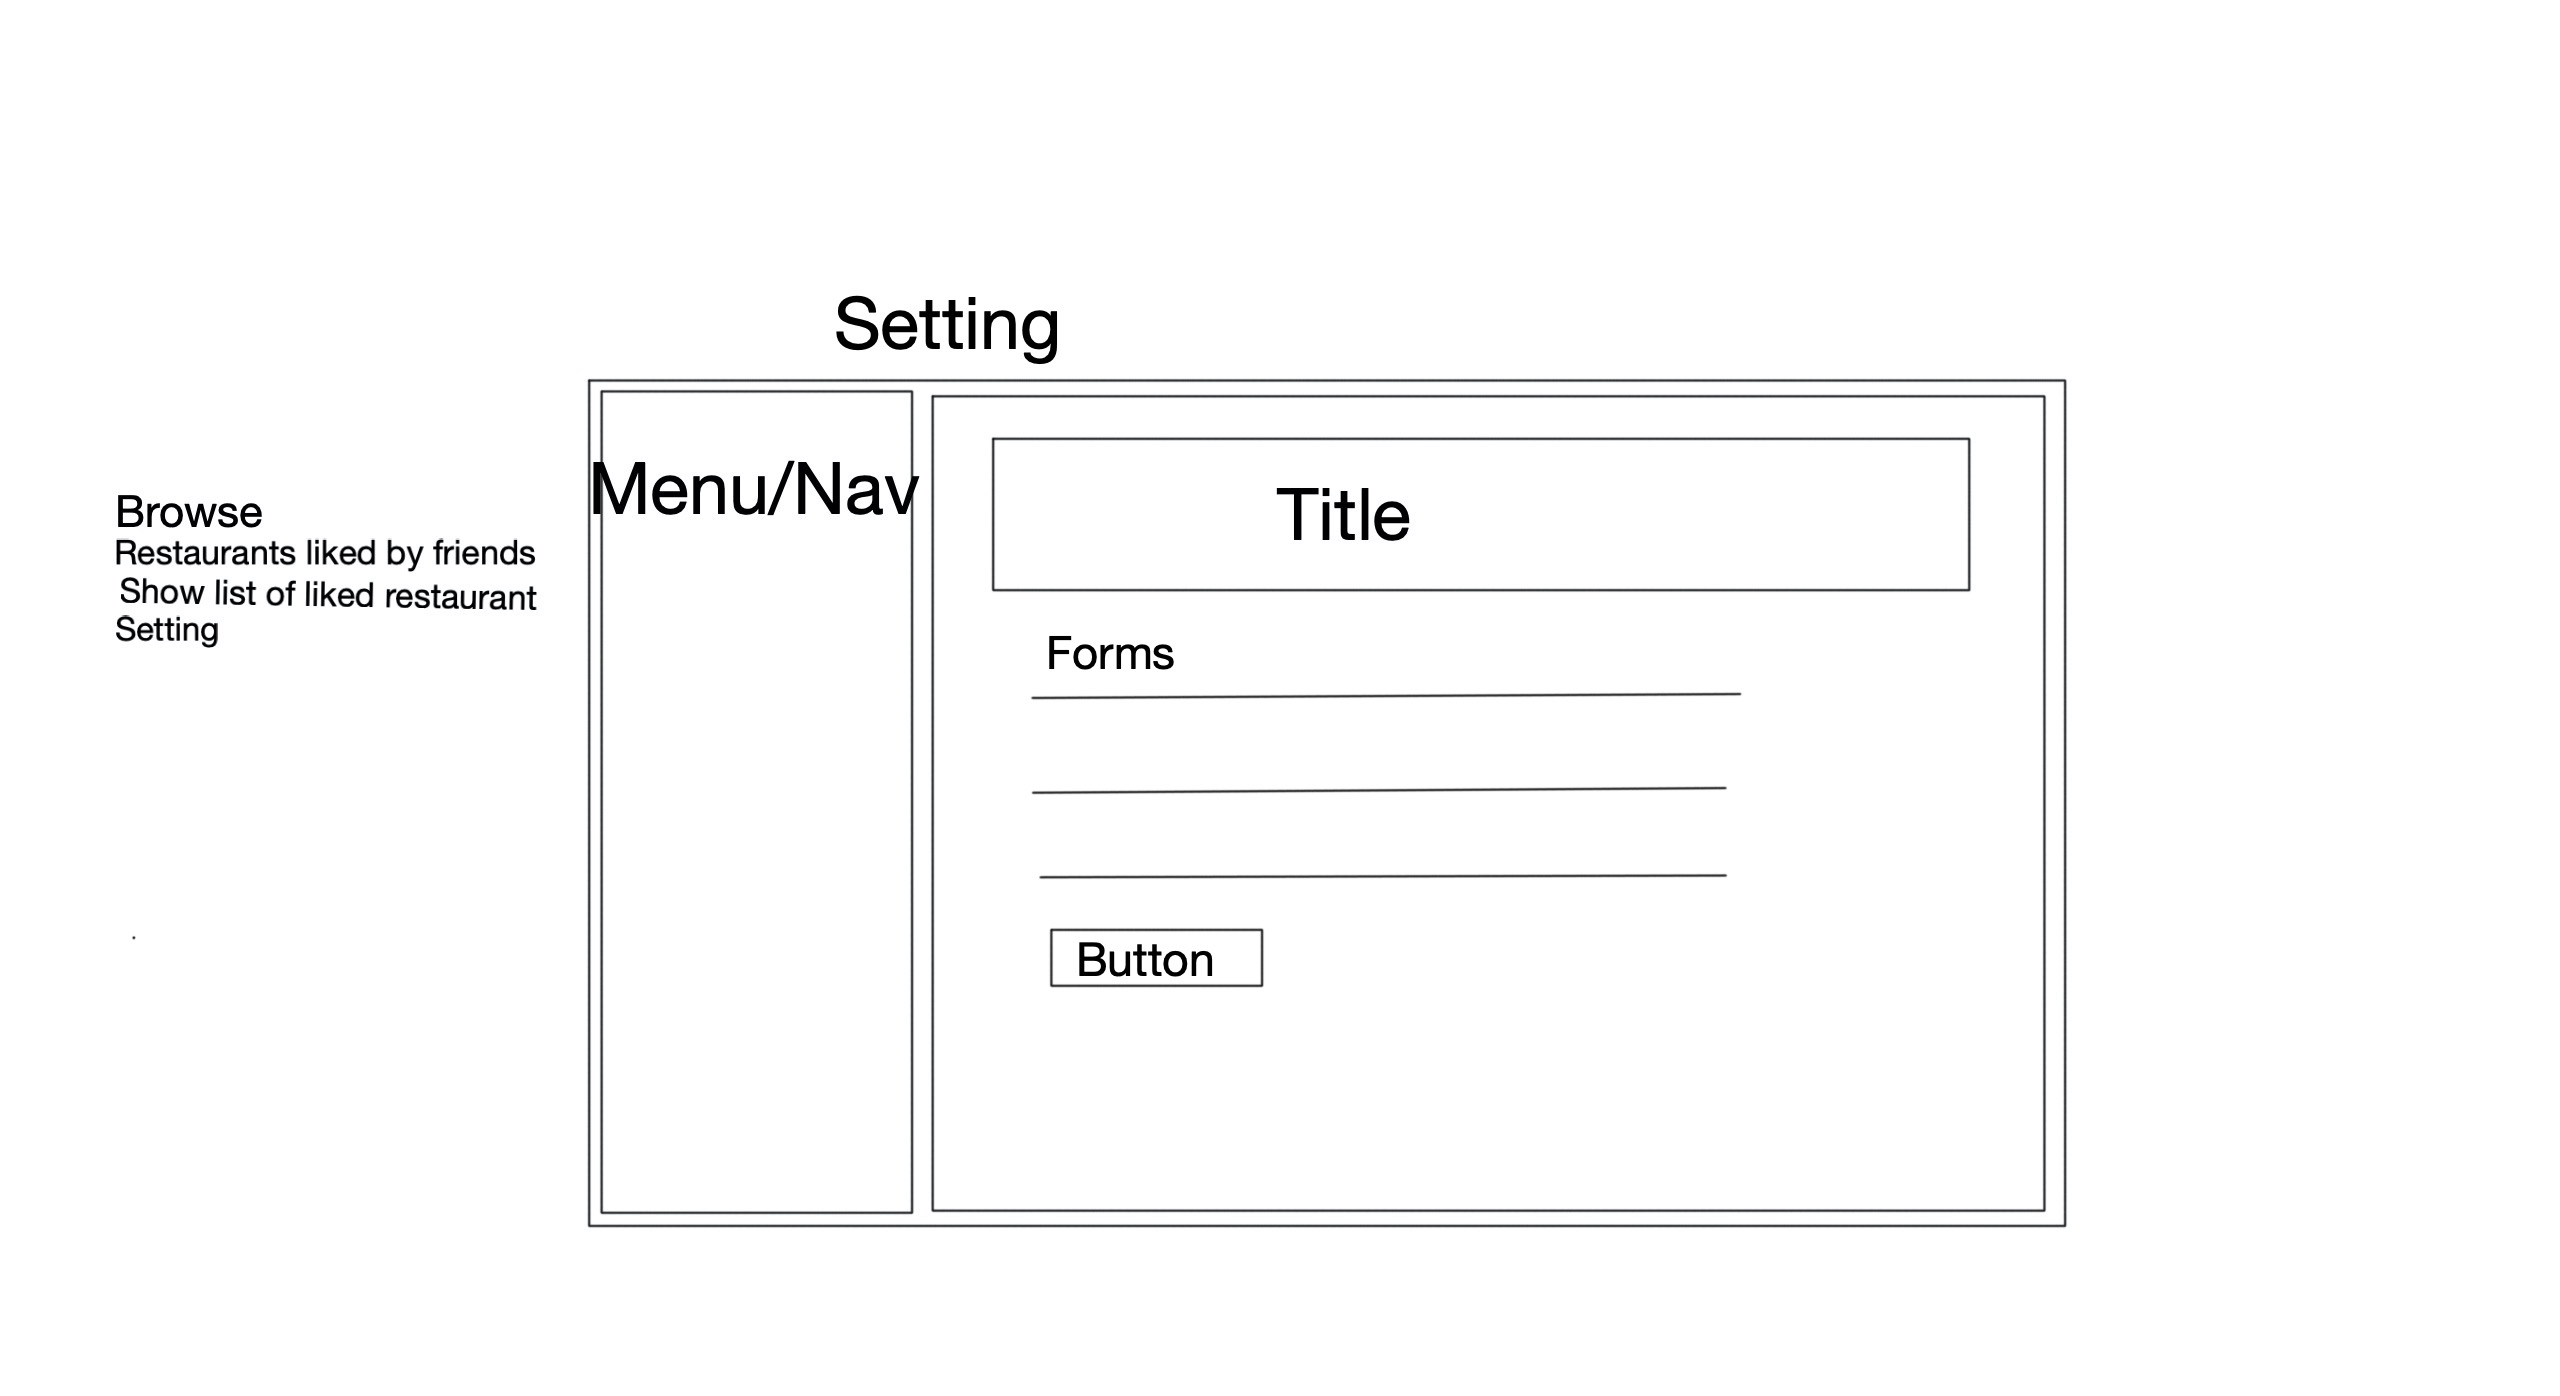 Setting
Menu/Nav
Title
Browse
Restaurants liked by friends
Show list of liked restaurant
Setting
Forms
Button